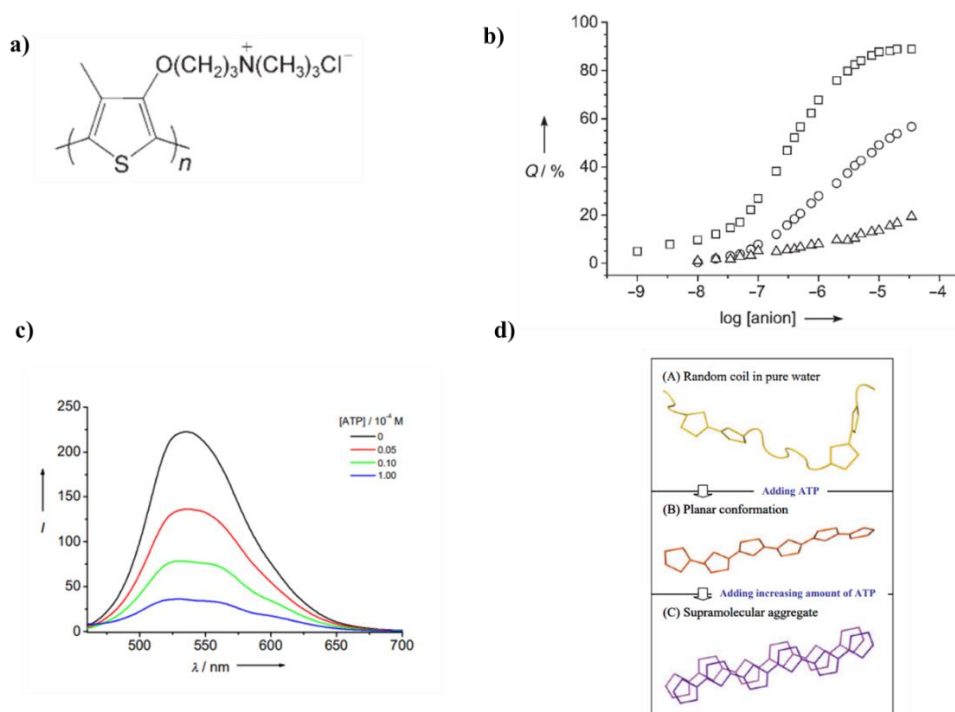 a)
O(CH₂)₃N⁺(CH₃)₃Cl⁻
S
n
b)
100
80
60
40
20
0
Q / %
−9
−8
−7
−6
−5
−4
log [anion]
c)
250
200
150
100
50
0
I
[ATP] / 10⁻⁴ M
0
0.05
0.10
1.00
500
550
600
650
700
λ / nm
d)
(A) Random coil in pure water
Adding ATP
(B) Planar conformation
Adding increasing amount of ATP
(C) Supramolecular aggregate